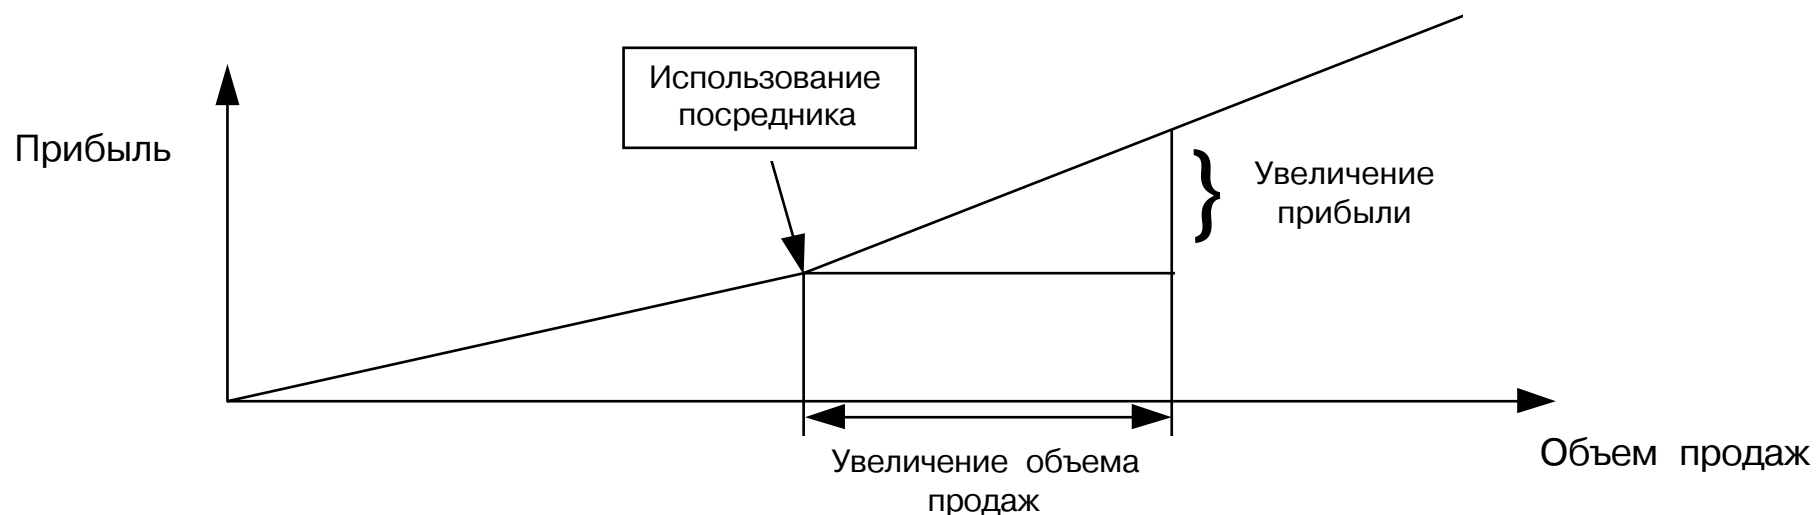 Использование
посредника
Прибыль
Увеличение
прибыли
Объем продаж
Увеличение объема
продаж